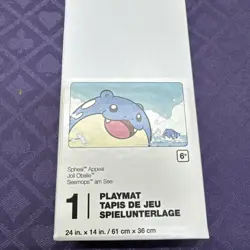 6+
Spheal™ Appeal
Joli Obalie™
Seemops™ am See
1
PLAYMAT
TAPIS DE JEU
SPIELUNTERLAGE
24 in. x 14 in. / 61 cm x 36 cm